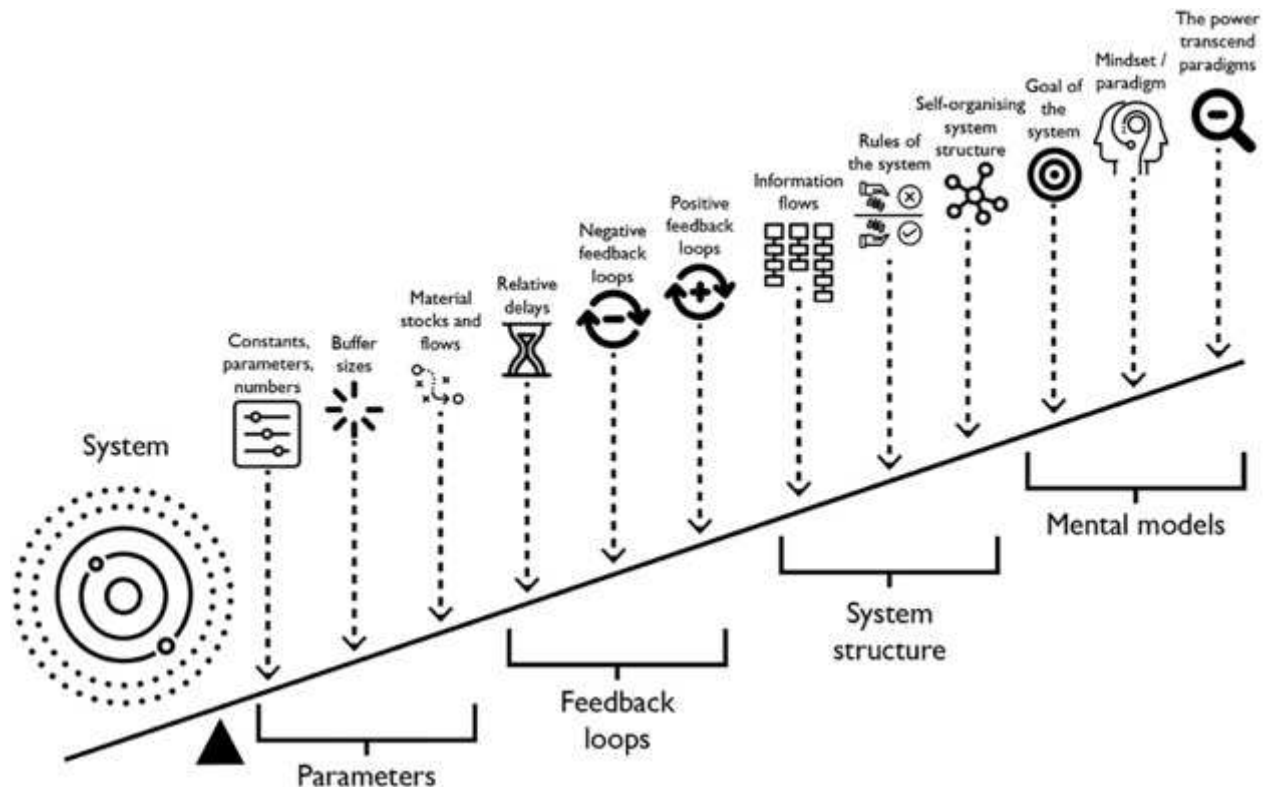 System
Constants,
parameters,
numbers
Buffer
sizes
Material
stocks and
flows
Relative
delays
Negative
feedback
loops
Positive
feedback
loops
Information
flows
Rules of
the system
Self-organising
system
structure
Goal of
the
system
Mindset /
paradigm
The power
transcend
paradigms
Parameters
Feedback
loops
System
structure
Mental models